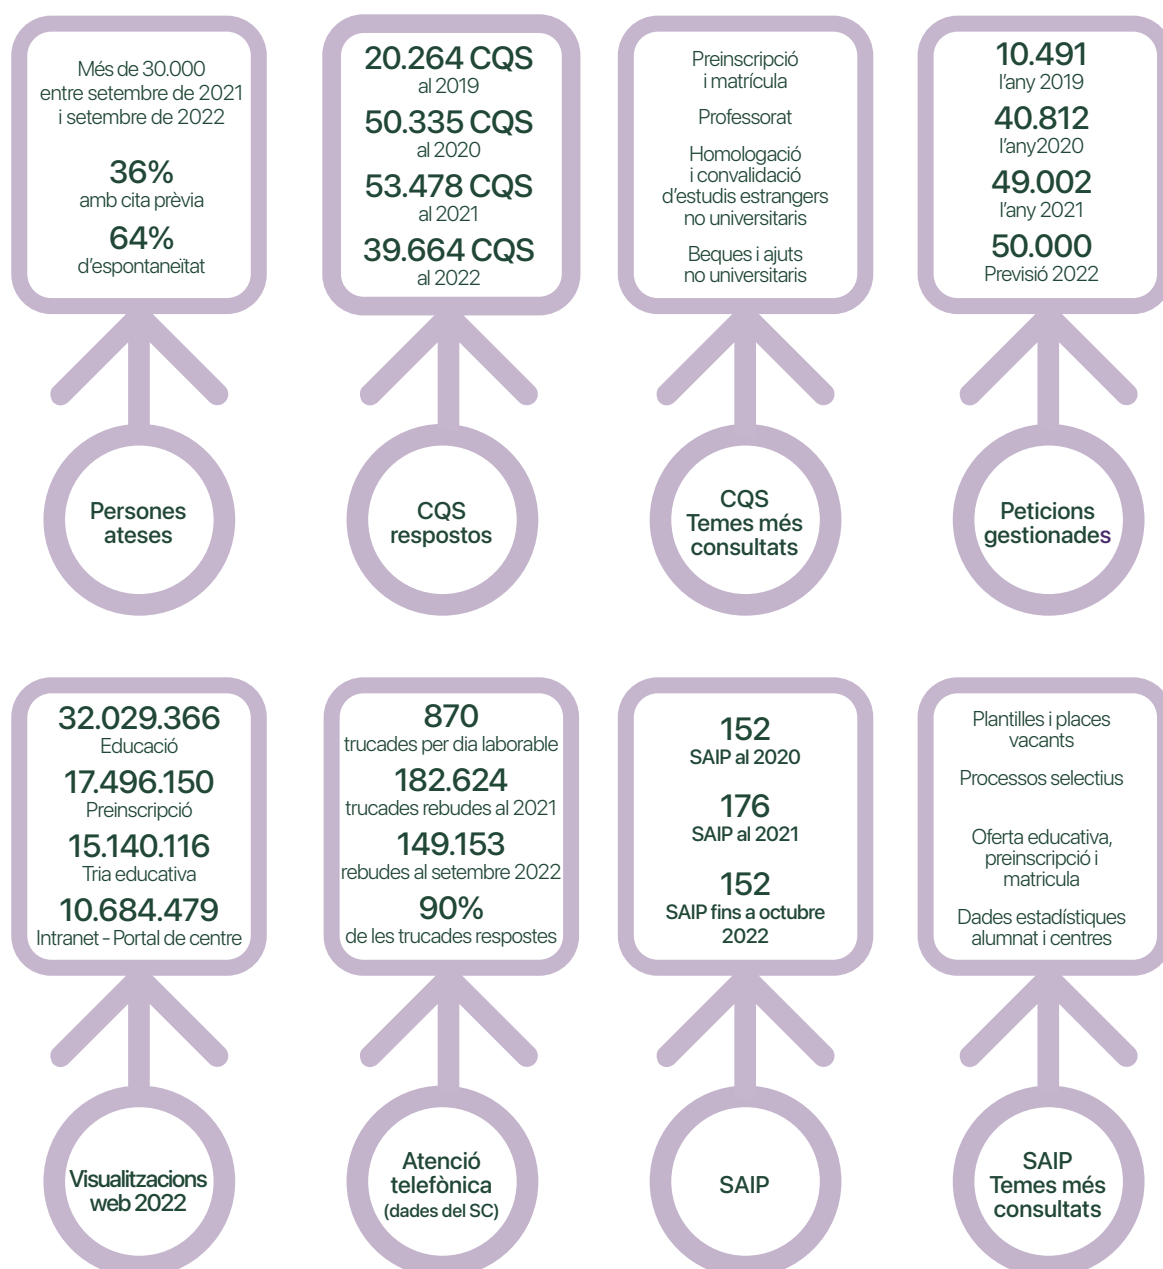 Més de 30.000
entre setembre de 2021
i setembre de 2022
36%
amb cita prèvia
64%
d'espontaneïtat
Persones
ateses
20.264 CQS
al 2019
50.335 CQS
al 2020
53.478 CQS
al 2021
39.664 CQS
al 2022
CQS
respostos
Preinscripció
i matrícula
Professorat
Homologació
i convalidació
d'estudis estrangers
no universitaris
Beques i ajuts
no universitaris
CQS
Temes més
consultats
10.491
l'any 2019
40.812
l'any2020
49.002
l'any 2021
50.000
Previsió 2022
Peticions
gestionades
32.029.366
Educació
17.496.150
Preinscripció
15.140.116
Tria educativa
10.684.479
Intranet - Portal de centre
Visualitzacions
web 2022
870
trucades per dia laborable
182.624
trucades rebudes al 2021
149.153
rebudes al setembre 2022
90%
de les trucades respostes
Atenció
telefònica
(dades del SC)
152
SAIP al 2020
176
SAIP al 2021
152
SAIP fins a octubre
2022
SAIP
Plantilles i places
vacants
Processos selectius
Oferta educativa,
preinscripció i
matricula
Dades estadístiques
alumnat i centres
SAIP
Temes més
consultats